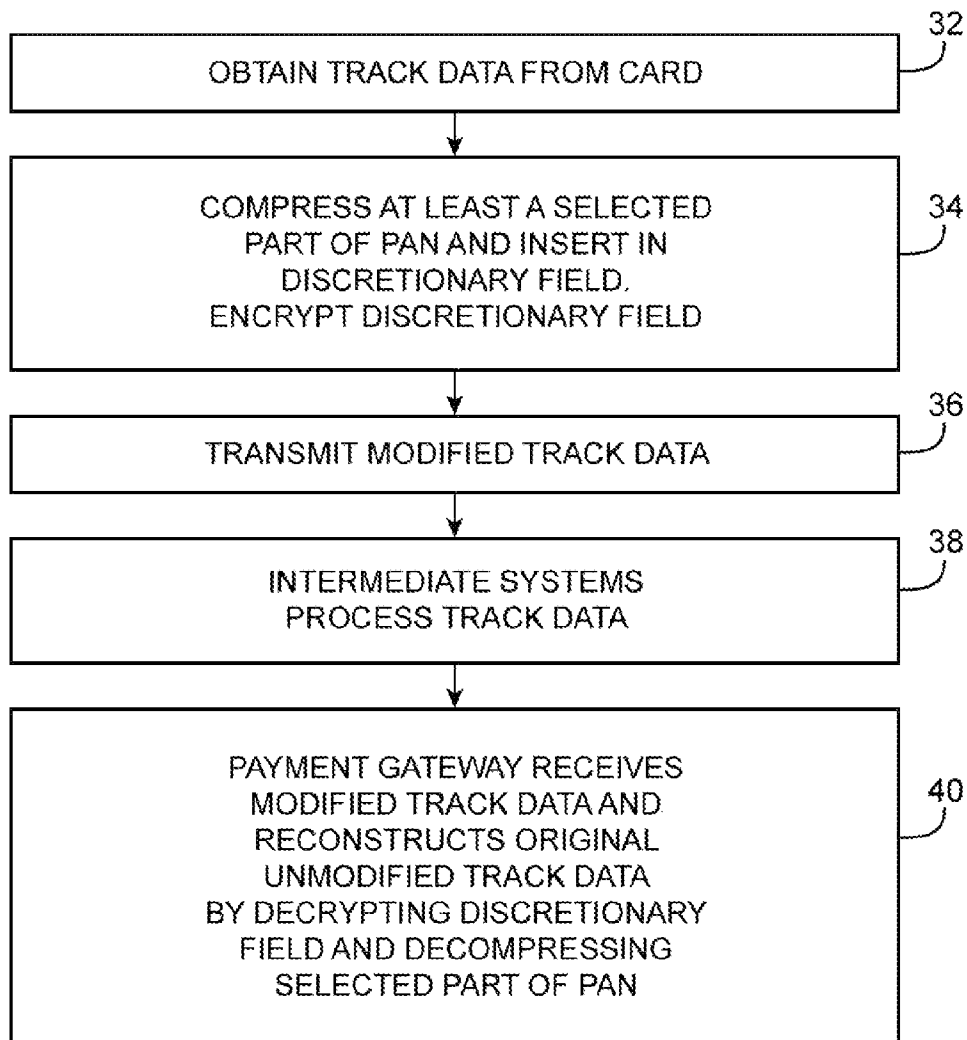 32
OBTAIN TRACK DATA FROM CARD
34
COMPRESS AT LEAST A SELECTED
PART OF PAN AND INSERT IN
DISCRETIONARY FIELD.
ENCRYPT DISCRETIONARY FIELD
36
TRANSMIT MODIFIED TRACK DATA
38
INTERMEDIATE SYSTEMS
PROCESS TRACK DATA
40
PAYMENT GATEWAY RECEIVES
MODIFIED TRACK DATA AND
RECONSTRUCTS ORIGINAL
UNMODIFIED TRACK DATA
BY DECRYPTING DISCRETIONARY
FIELD AND DECOMPRESSING
SELECTED PART OF PAN